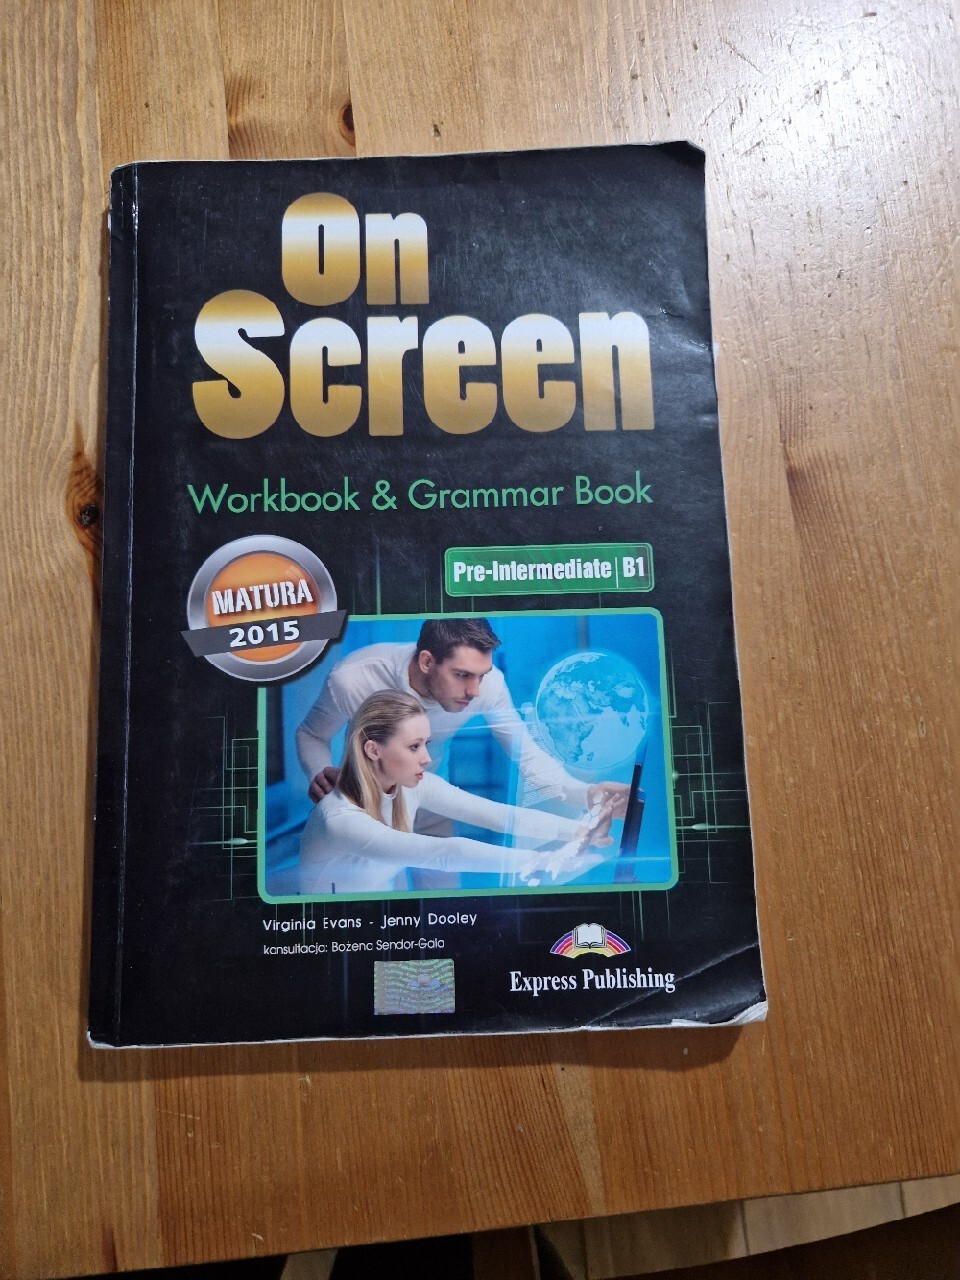 On
Screen
Workbook & Grammar Book
Pre-Intermediate | B1
MATURA
2015
Virginia Evans - Jenny Dooley
konsultacja: Bożena Sendor-Gala
Express Publishing